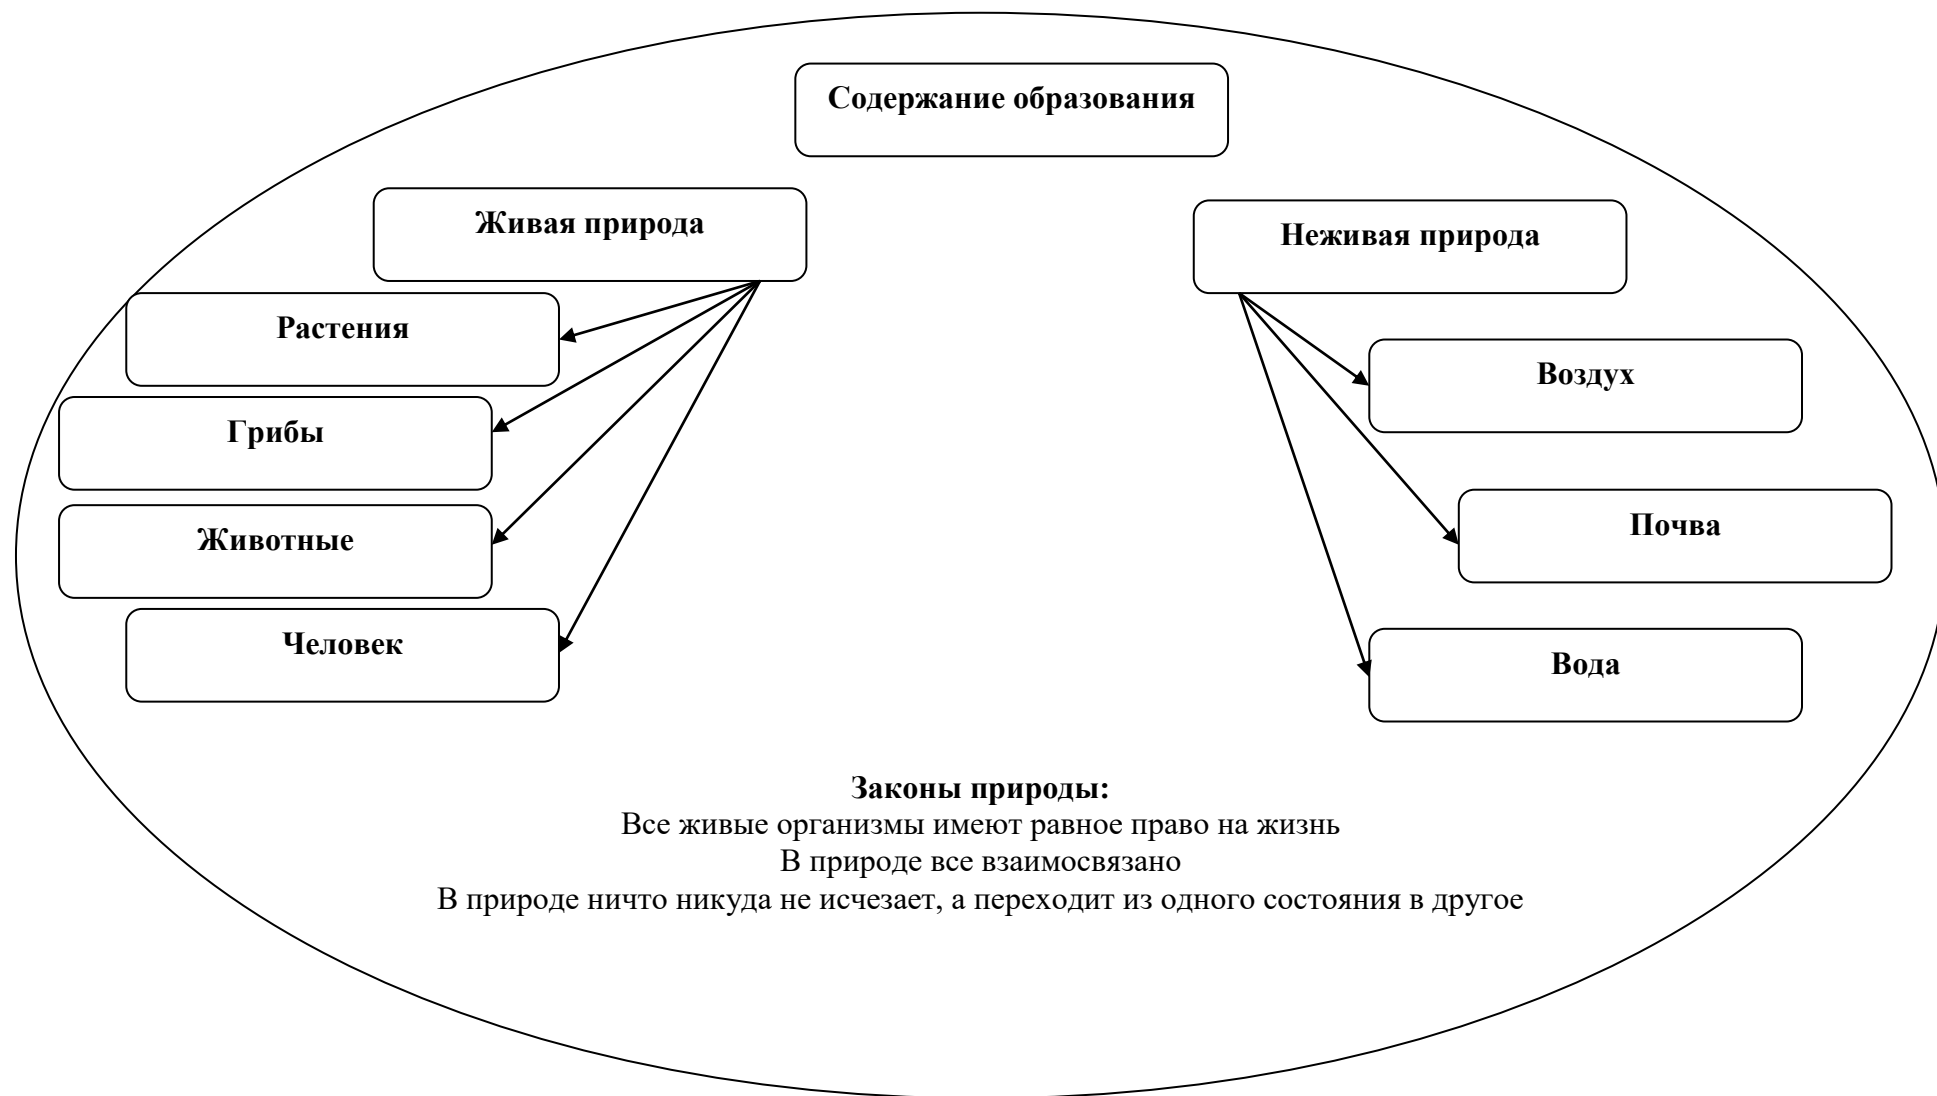 Содержание образования
Живая природа
Неживая природа
Растения
Грибы
Животные
Человек
Воздух
Почва
Вода
Законы природы:
Все живые организмы имеют равное право на жизнь
В природе все взаимосвязано
В природе ничто никуда не исчезает, а переходит из одного состояния в другое